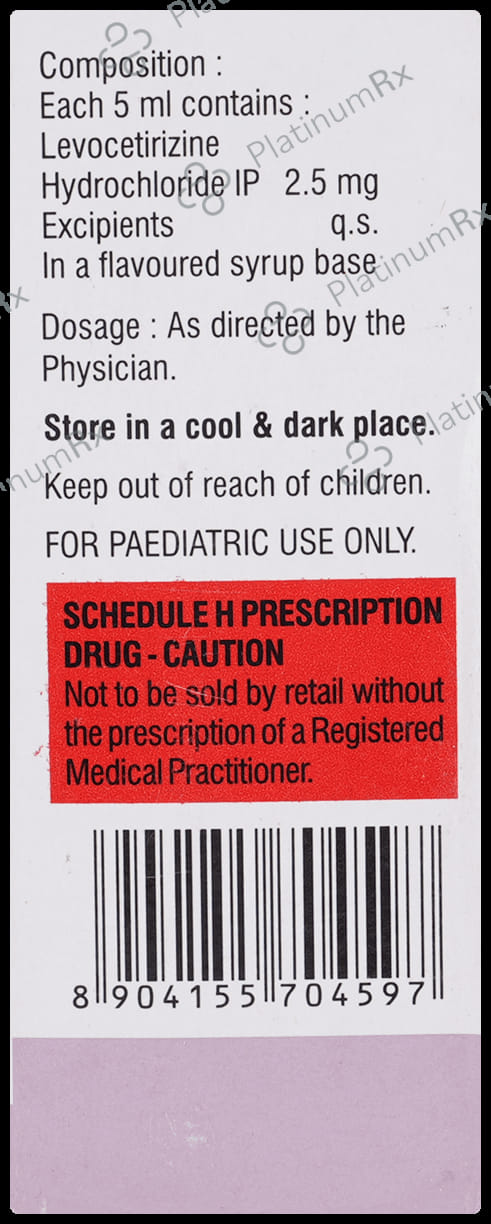 Composition :
Each 5 ml contains :
Levocetirizine
Hydrochloride IP 2.5 mg
Excipients q.s.
In a flavoured syrup base
Dosage : As directed by the
Physician.
Store in a cool & dark place.
Keep out of reach of children.
FOR PAEDIATRIC USE ONLY.
SCHEDULE H PRESCRIPTION
DRUG - CAUTION
Not to be sold by retail without
the prescription of a Registered
Medical Practitioner.
8 904155 704597
PlatinumRx
PlatinumRx